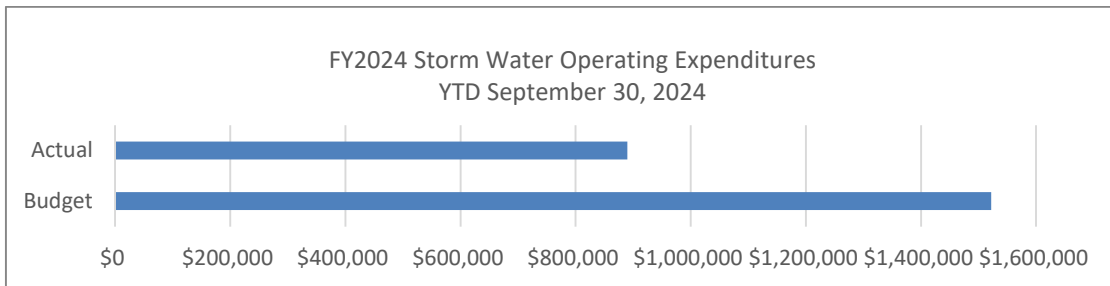 FY2024 Storm Water Operating Expenditures
YTD September 30, 2024
Actual
Budget
$0 $200,000 $400,000 $600,000 $800,000 $1,000,000 $1,200,000 $1,400,000 $1,600,000